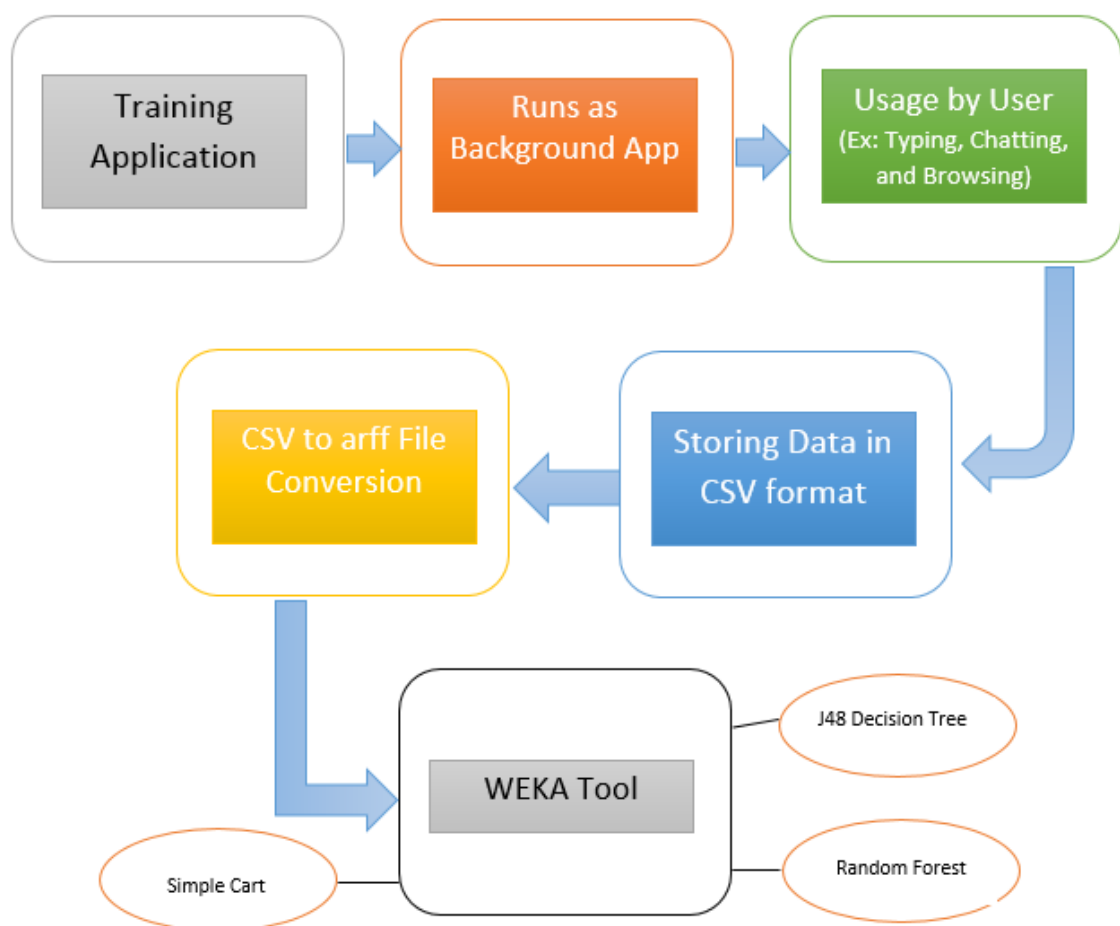 Training
Application
Runs as
Background App
Usage by User
(Ex: Typing, Chatting,
and Browsing)
CSV to arff File
Conversion
Storing Data in
CSV format
WEKA Tool
J48 Decision Tree
Simple Cart
Random Forest